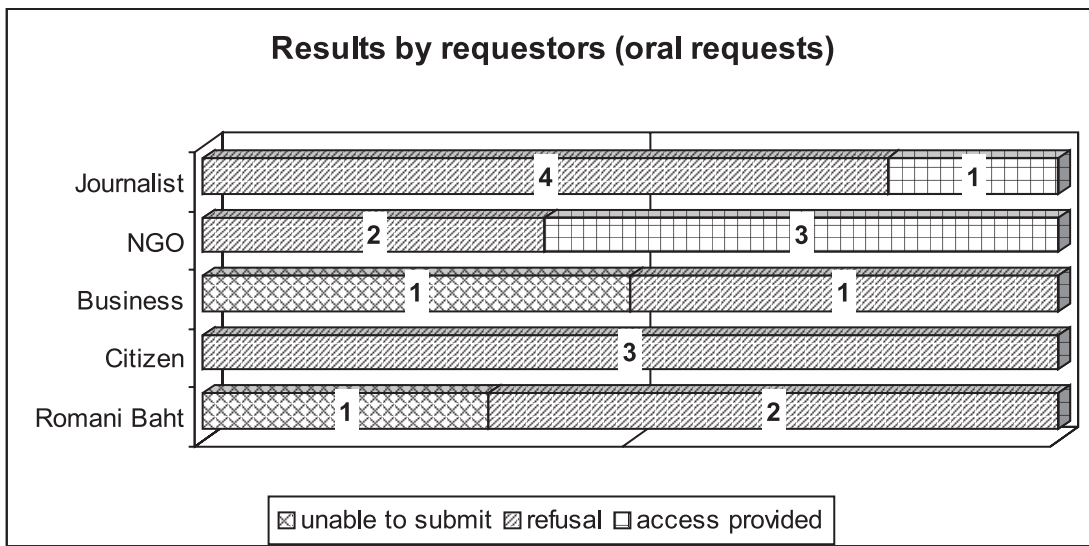 Results by requestors (oral requests)
Journalist 4 1
NGO 2 3
Business 1 1
Citizen 3
Romani Baht 1 2
unable to submit refusal access provided